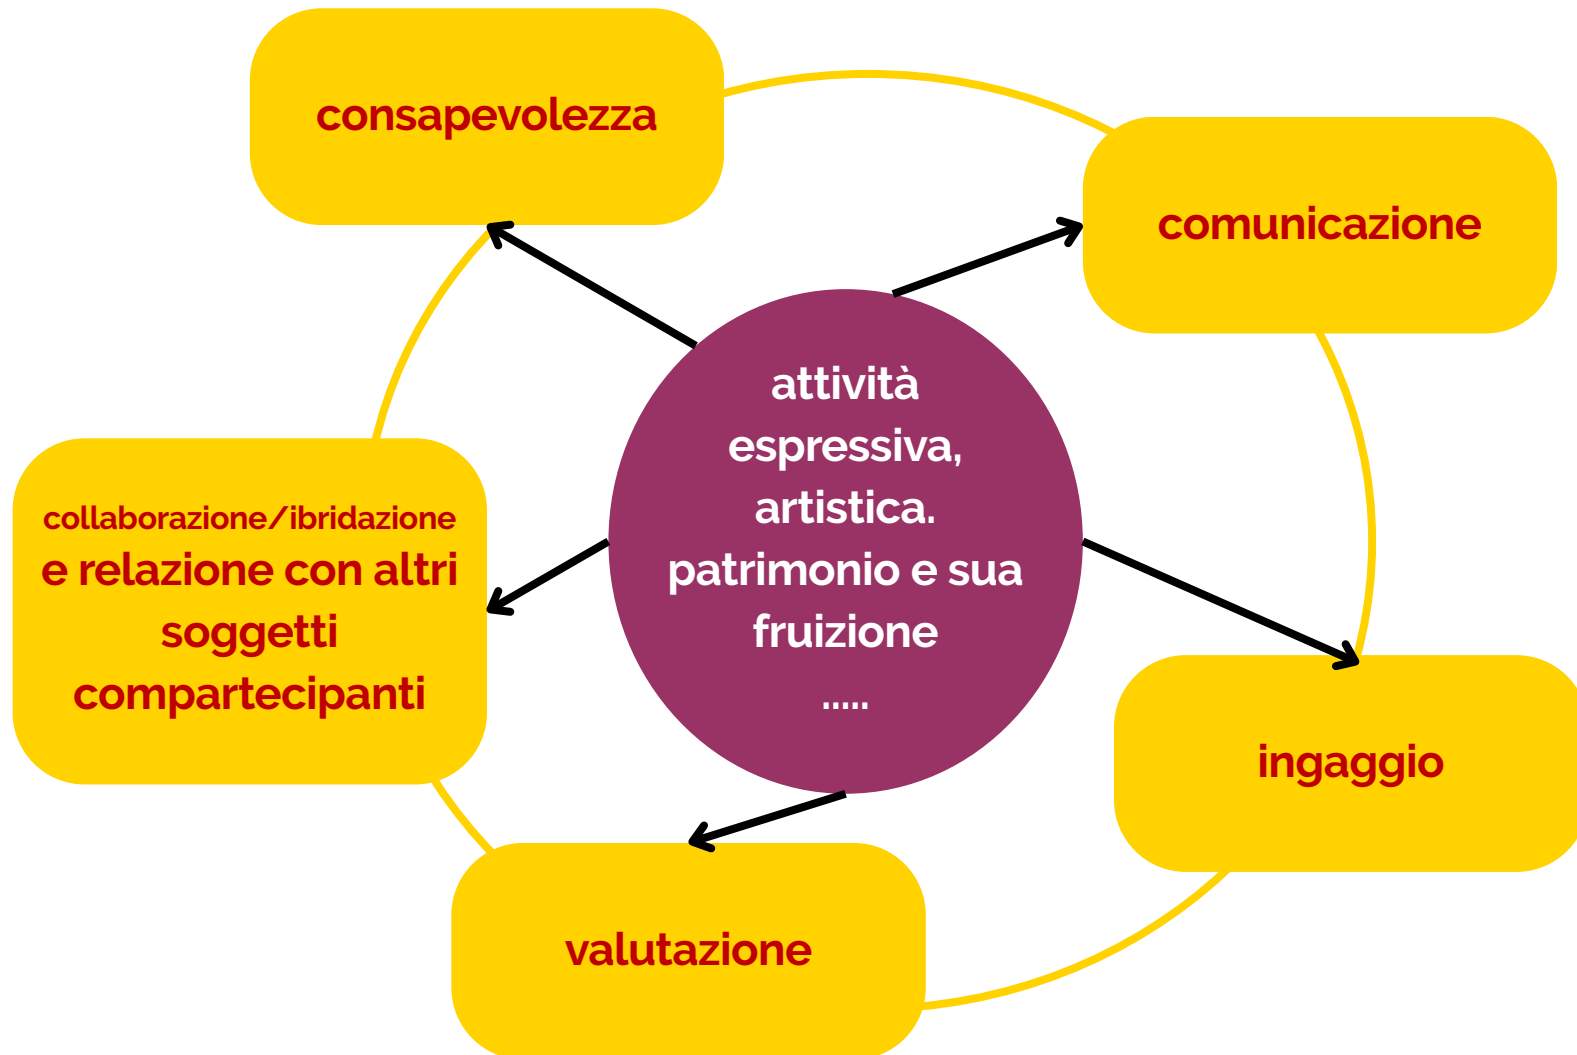 consapevolezza
comunicazione
attività
espressiva,
artistica.
patrimonio e sua
fruizione
.....
collaborazione/ibridazione
e relazione con altri
soggetti
compartecipanti
ingaggio
valutazione